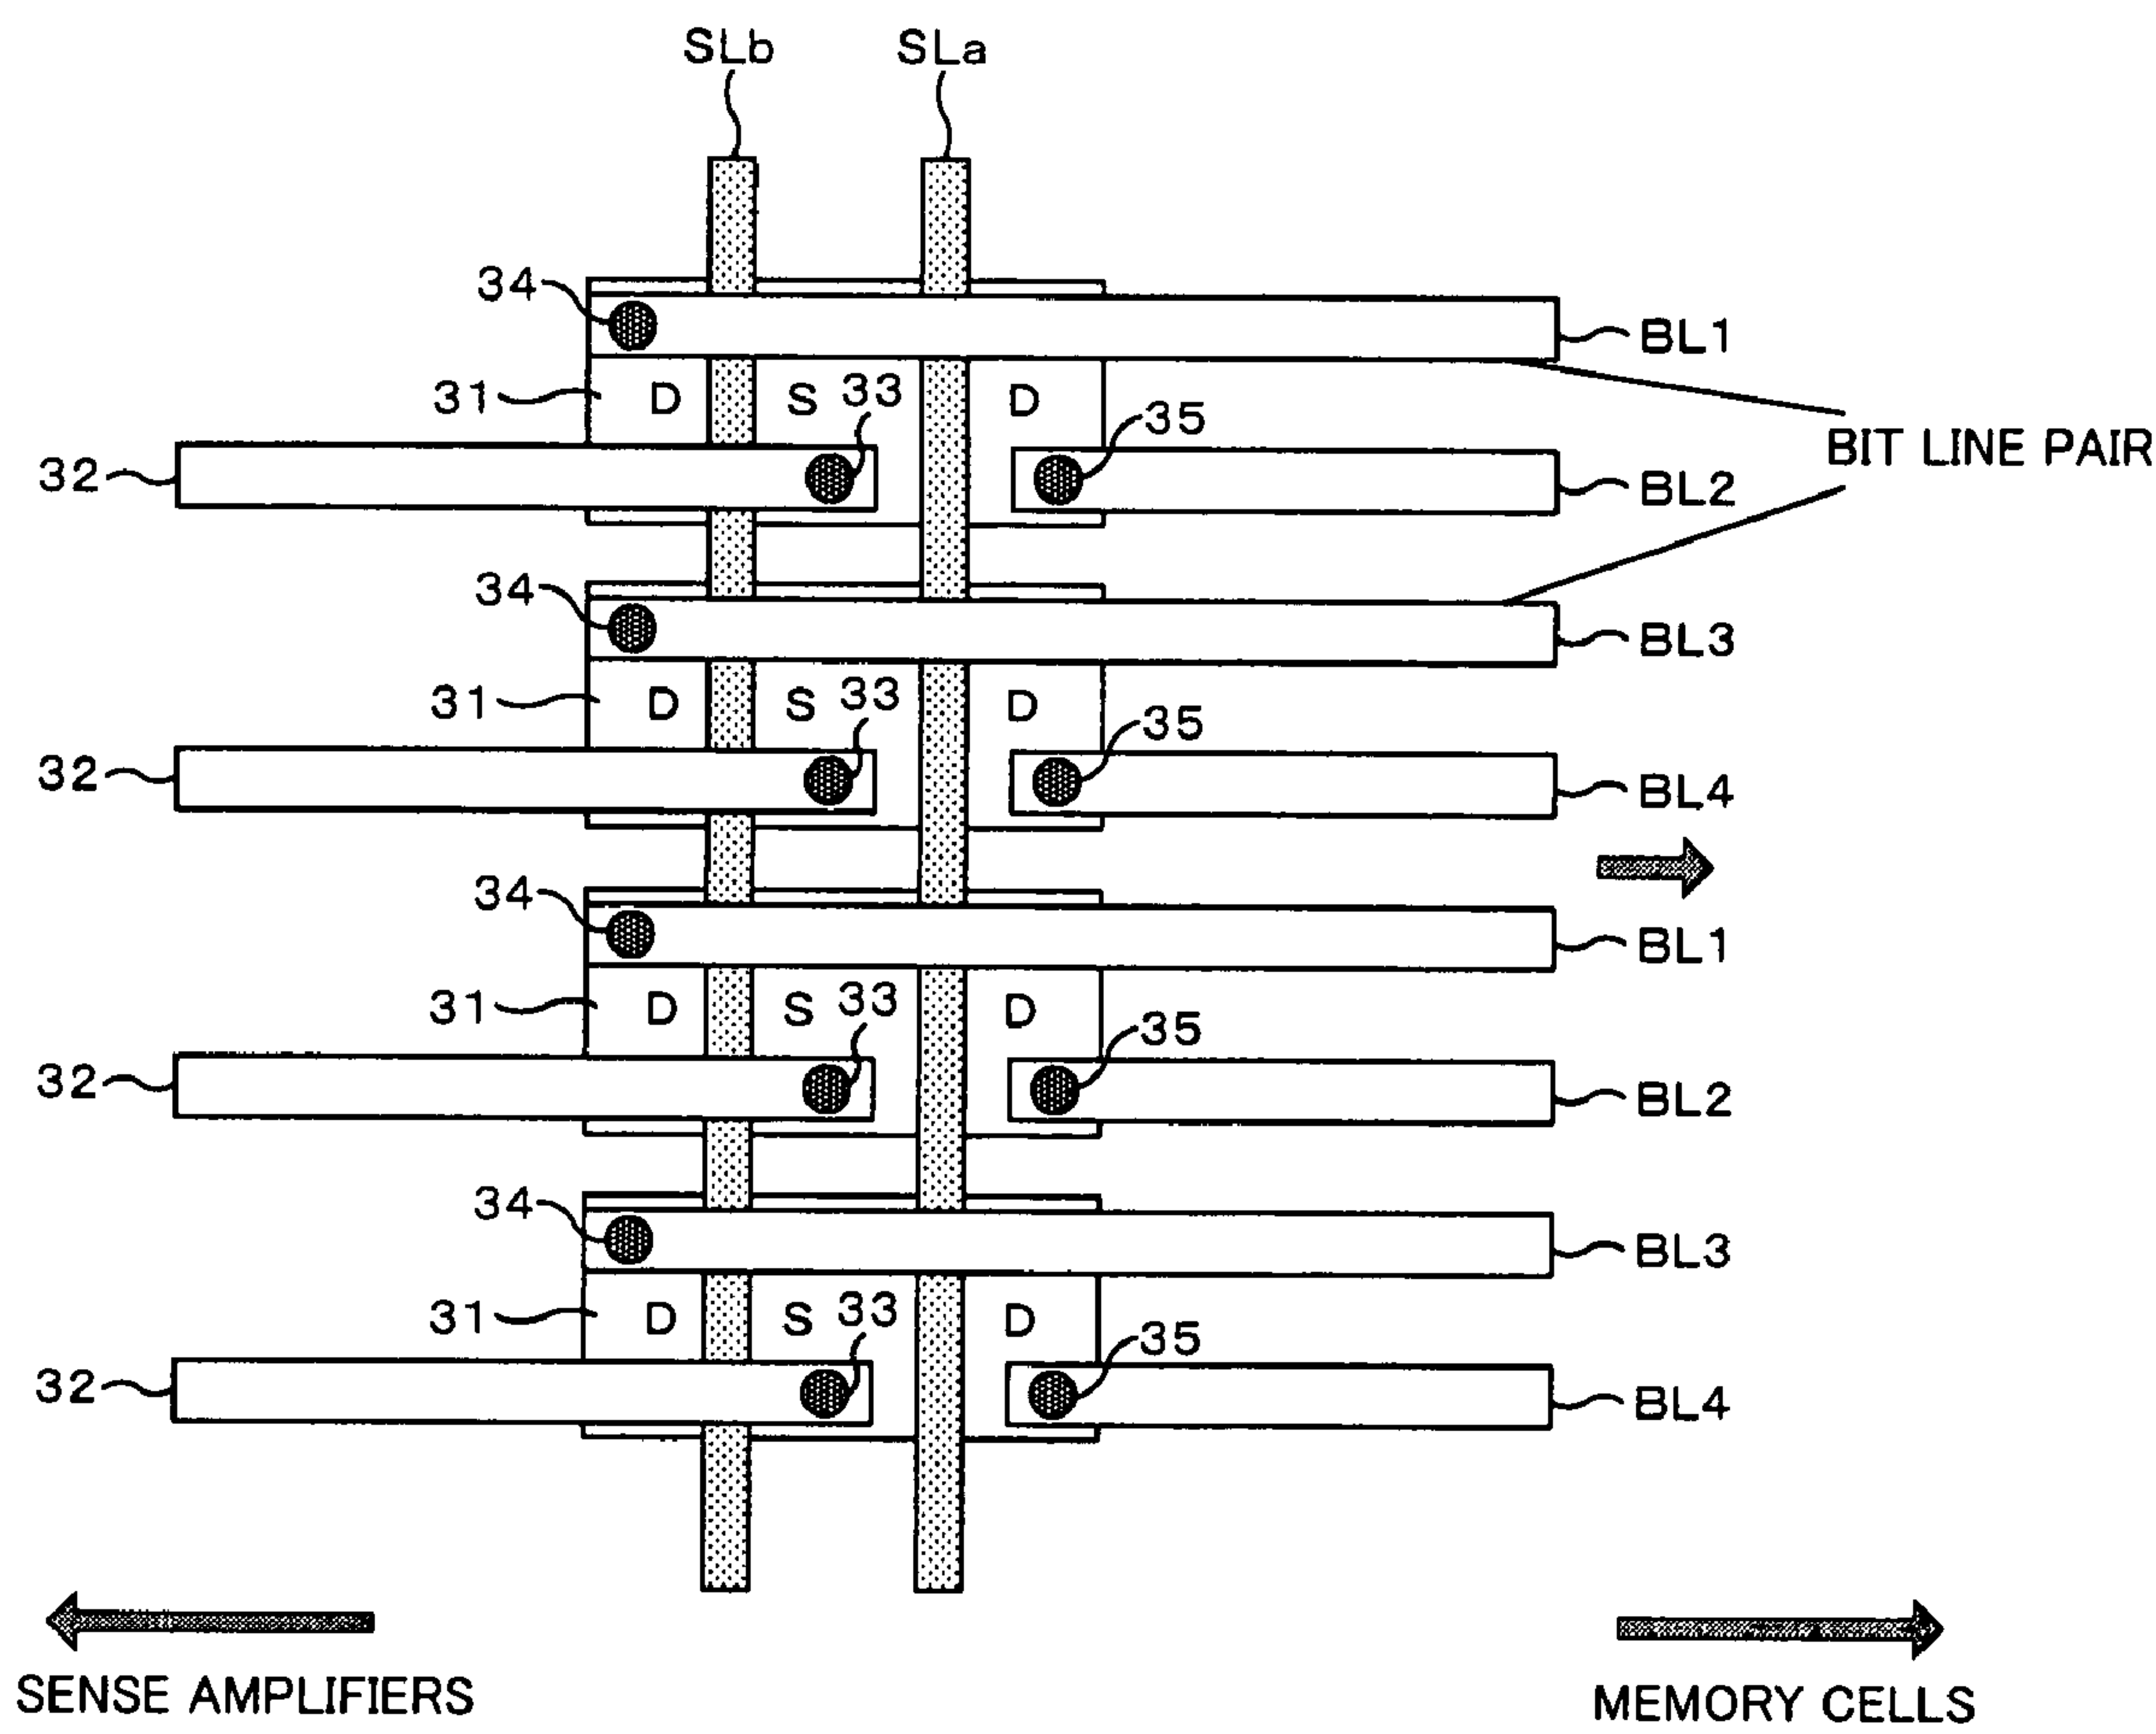 SLb SLa
34
BL1
31 D S 33 D 35
BIT LINE PAIR
32
BL2
34
BL3
31 D S 33 D 35
32
BL4
34
BL1
31 D S 33 D 35
32
BL2
34
BL3
31 D S 33 D 35
32
BL4
SENSE AMPLIFIERS
MEMORY CELLS